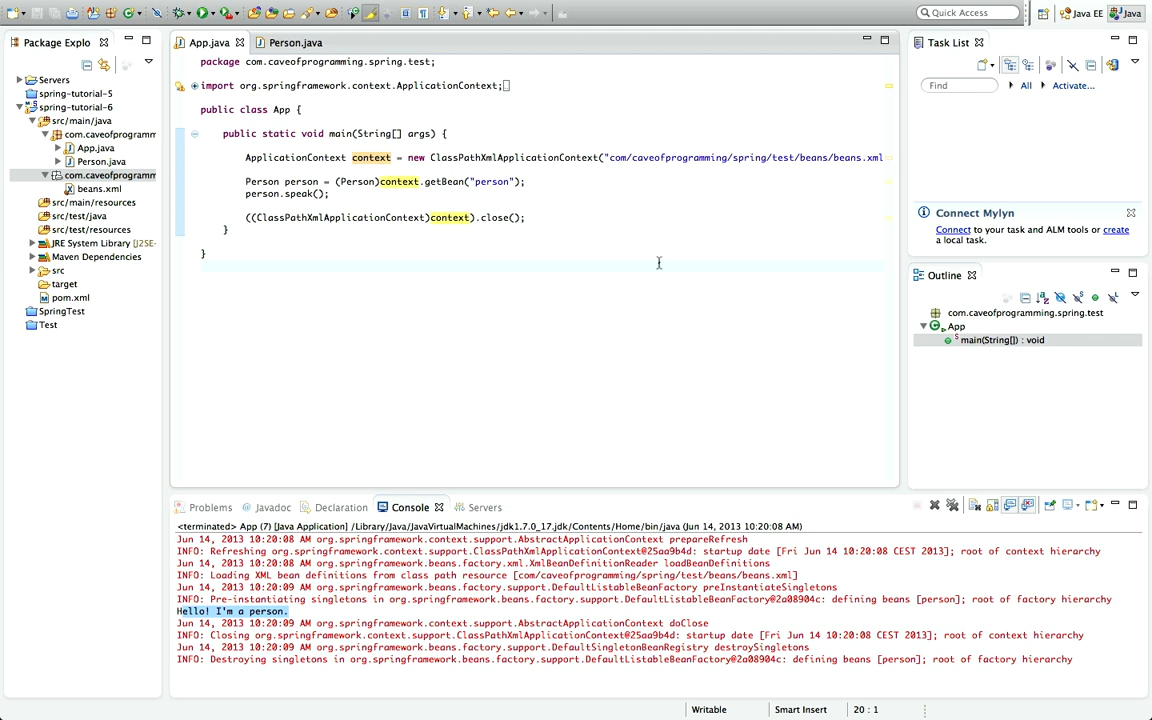 Quick Access
Java EE
Java
Package Explo
App.java
Person.java
Task List
Servers
spring-tutorial-5
spring-tutorial-6
src/main/java
com.caveofprogramm
App.java
Person.java
com.caveofprogramm
beans.xml
src/main/resources
src/test/java
src/test/resources
JRE System Library [J2SE-
Maven Dependencies
src
target
pom.xml
SpringTest
Test
package com.caveofprogramming.spring.test;
import org.springframework.context.ApplicationContext;
public class App {
public static void main(String[] args) {
ApplicationContext context = new ClassPathXmlApplicationContext("com/caveofprogramming/spring/test/beans/beans.xml
Person person = (Person)context.getBean("person");
person.speak();
((ClassPathXmlApplicationContext)context).close();
}
}
Find
All
Activate...
Connect Mylyn
Connect to your task and ALM tools or create
a local task.
Outline
com.caveofprogramming.spring.test
App
main(String[]) : void
Problems
@ Javadoc
Declaration
Console
Servers
<terminated> App (7) [Java Application] /Library/Java/JavaVirtualMachines/jdk1.7.0_17.jdk/Contents/Home/bin/java (Jun 14, 2013 10:20:08 AM)
Jun 14, 2013 10:20:08 AM org.springframework.context.support.AbstractApplicationContext prepareRefresh
INFO: Refreshing org.springframework.context.support.ClassPathXmlApplicationContext@25aa9b4d: startup date [Fri Jun 14 10:20:08 CEST 2013]; root of context hierarchy
Jun 14, 2013 10:20:08 AM org.springframework.beans.factory.xml.XmlBeanDefinitionReader loadBeanDefinitions
INFO: Loading XML bean definitions from class path resource [com/caveofprogramming/spring/test/beans/beans.xml]
Jun 14, 2013 10:20:09 AM org.springframework.beans.factory.support.DefaultListableBeanFactory preInstantiateSingletons
INFO: Pre-instantiating singletons in org.springframework.beans.factory.support.DefaultListableBeanFactory@2a08904c: defining beans [person]; root of factory hierarchy
Hello! I'm a person.
Jun 14, 2013 10:20:09 AM org.springframework.context.support.AbstractApplicationContext doClose
INFO: Closing org.springframework.context.support.ClassPathXmlApplicationContext@25aa9b4d: startup date [Fri Jun 14 10:20:08 CEST 2013]; root of context hierarchy
Jun 14, 2013 10:20:09 AM org.springframework.beans.factory.support.DefaultSingletonBeanRegistry destroySingletons
INFO: Destroying singletons in org.springframework.beans.factory.support.DefaultListableBeanFactory@2a08904c: defining beans [person]; root of factory hierarchy
Writable
Smart Insert
20 : 1